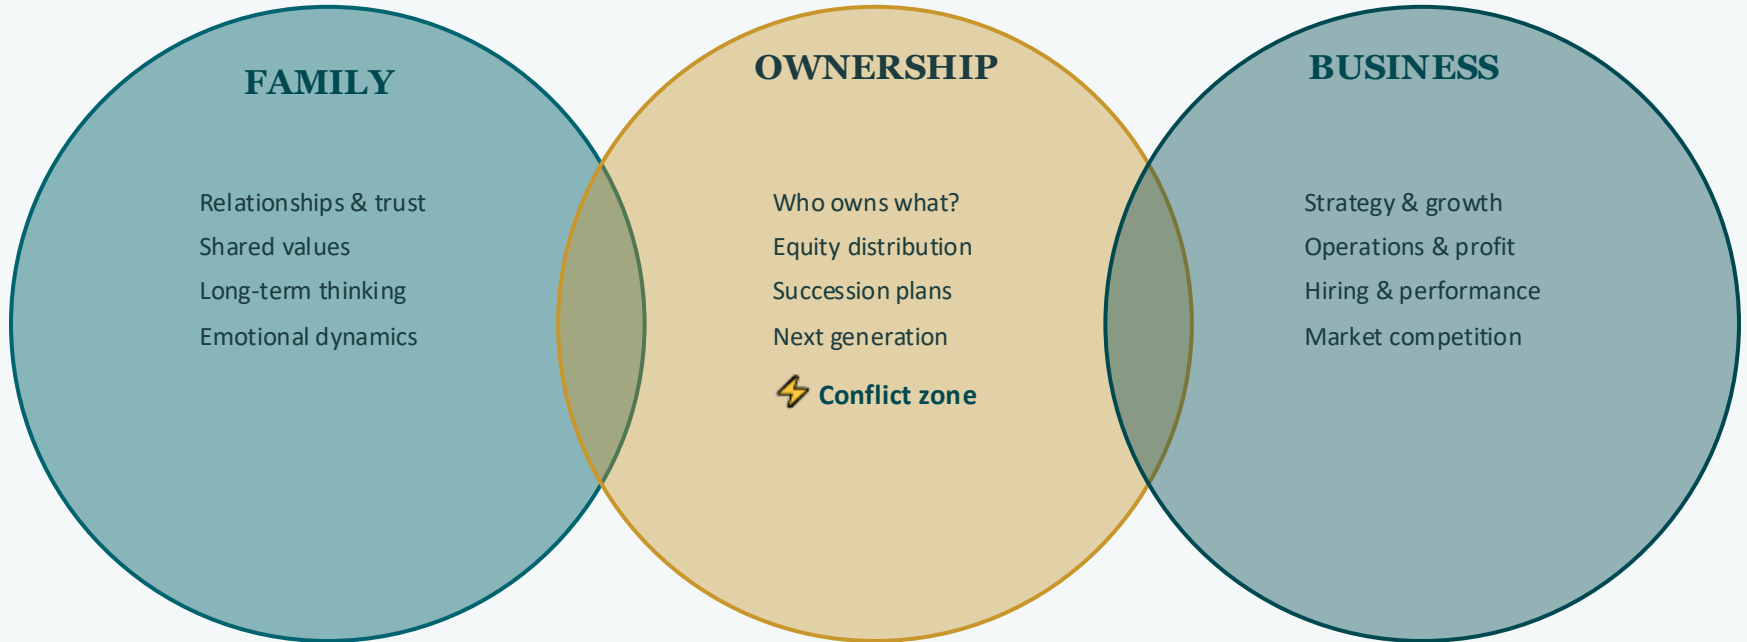 FAMILY
Relationships & trust
Shared values
Long-term thinking
Emotional dynamics
OWNERSHIP
Who owns what?
Equity distribution
Succession plans
Next generation
⚡ Conflict zone
BUSINESS
Strategy & growth
Operations & profit
Hiring & performance
Market competition